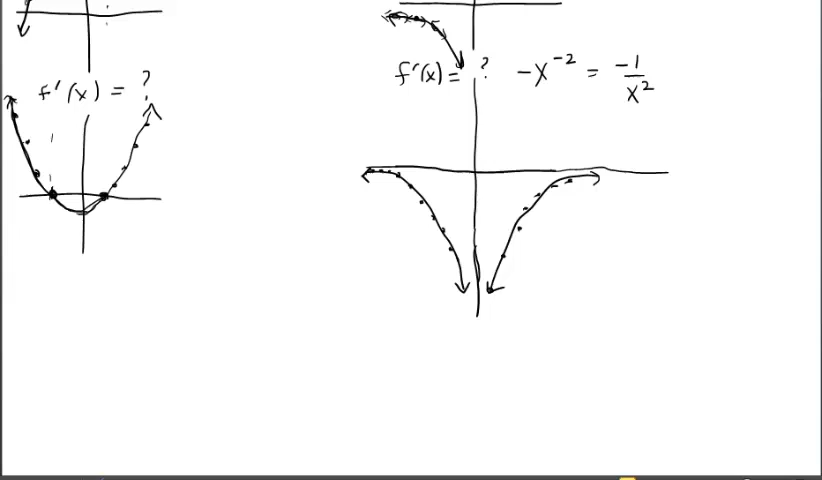 f'(x) = ?
f'(x) = ? -x^-2 = -1/x^2